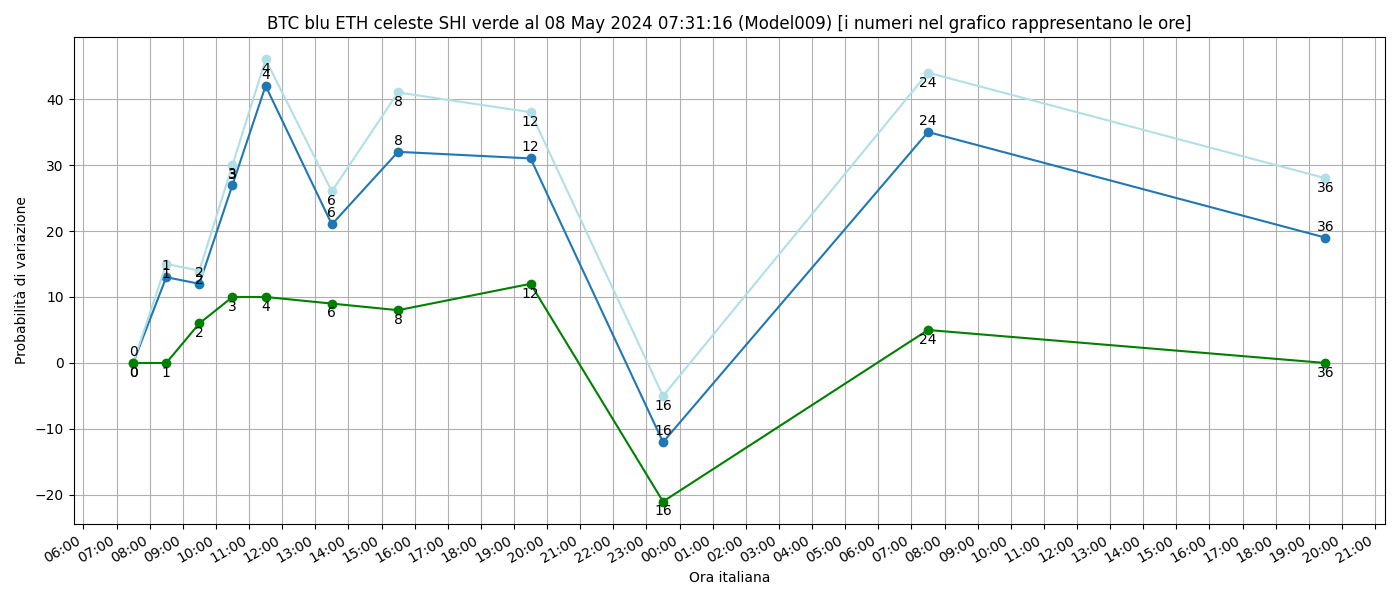 BTC blu ETH celeste SHI verde al 08 May 2024 07:31:16 (Model009) [i numeri nel grafico rappresentano le ore]
Probabilità di variazione
40
30
20
10
0
−10
−20
0 1 2 3 4 6 8 12 16 24 36
0 1 2 3 4 6 8 12 16 24 36
0 1 2 3 4 6 8 12 16 24 36
06:00 07:00 08:00 09:00 10:00 11:00 12:00 13:00 14:00 15:00 16:00 17:00 18:00 19:00 20:00 21:00 22:00 23:00 00:00 01:00 02:00 03:00 04:00 05:00 06:00 07:00 08:00 09:00 10:00 11:00 12:00 13:00 14:00 15:00 16:00 17:00 18:00 19:00 20:00 21:00
Ora italiana